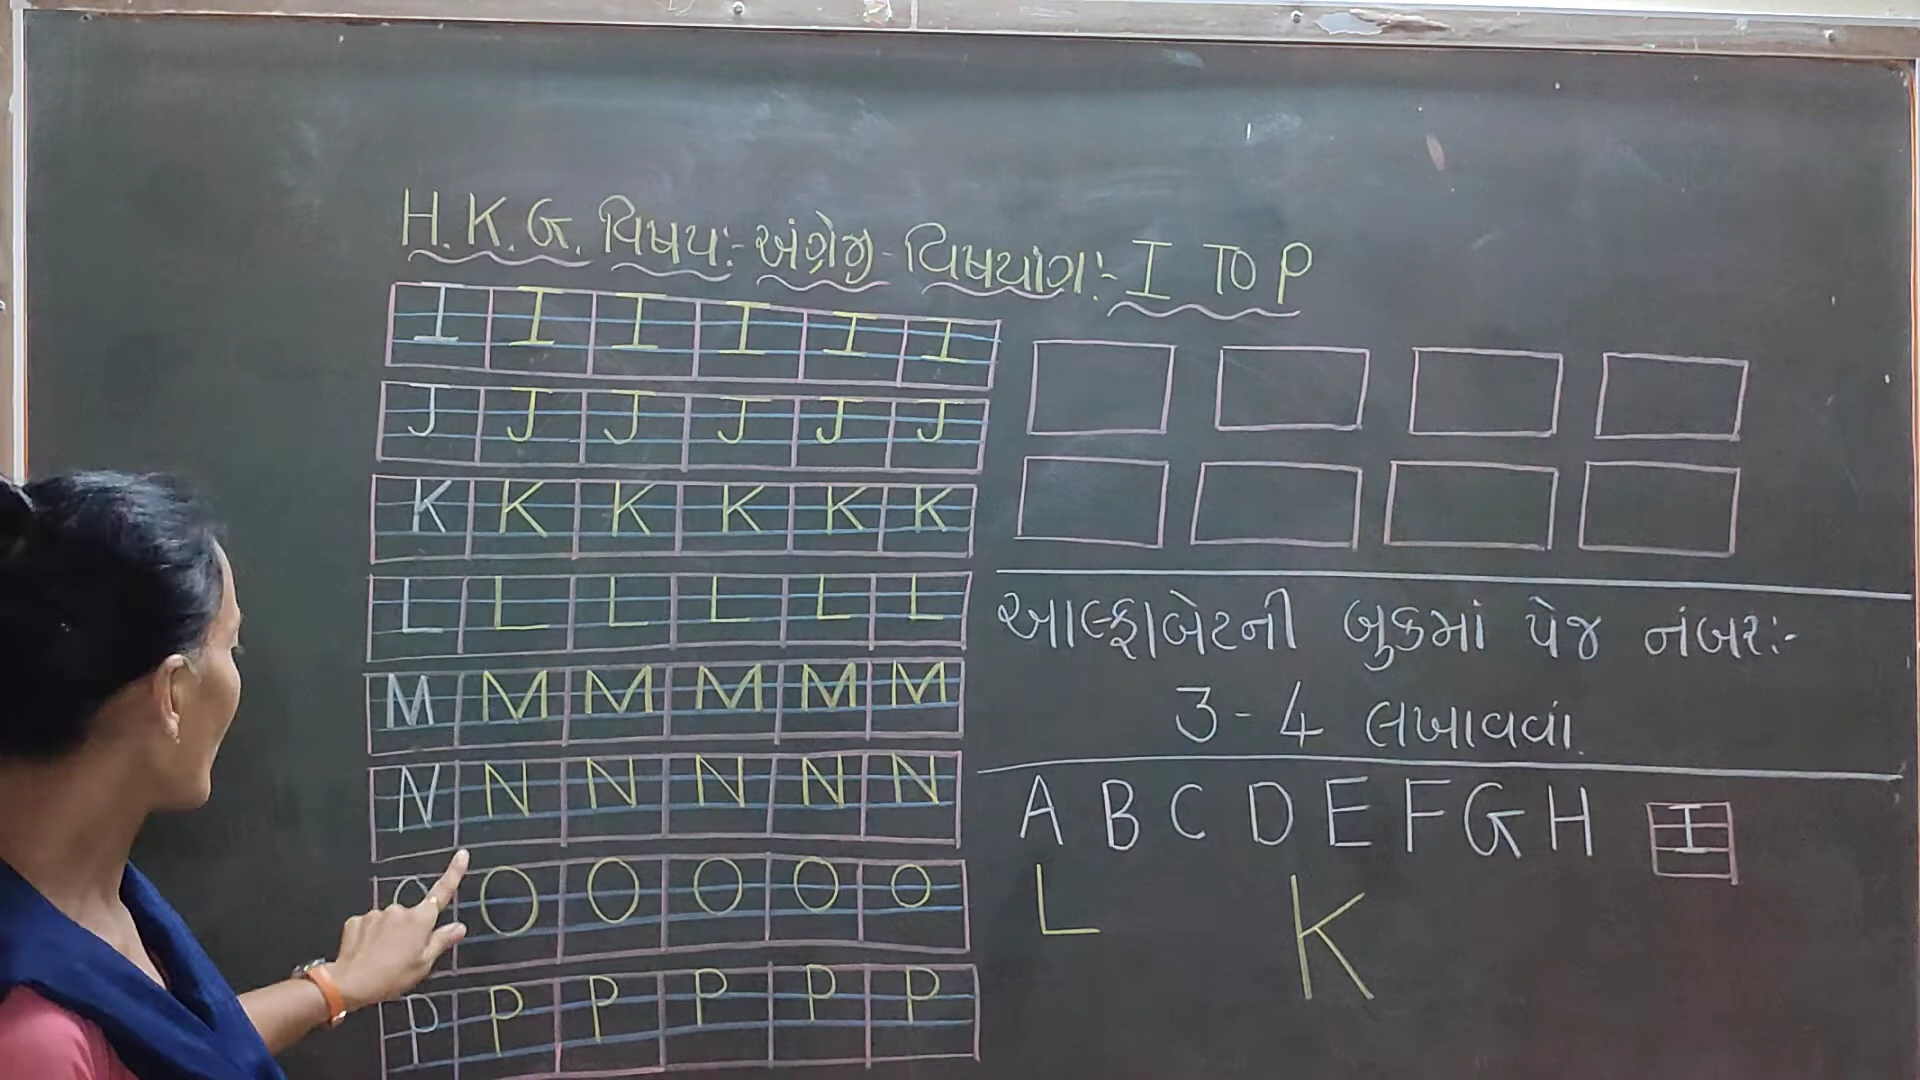 H.K.G. વિષય:- અંગ્રેજી - વિષયાંગ:- I TO P
I I I I I I
J J J J J J
K K K K K K
L L L L L L
M M M M M M
N N N N N N
O O O O O O
P P P P P P
આલ્ફાબેટની બુકમાં પેજ નંબર:-
3-4 લખાવવાં.
A B C D E F G H I
L K